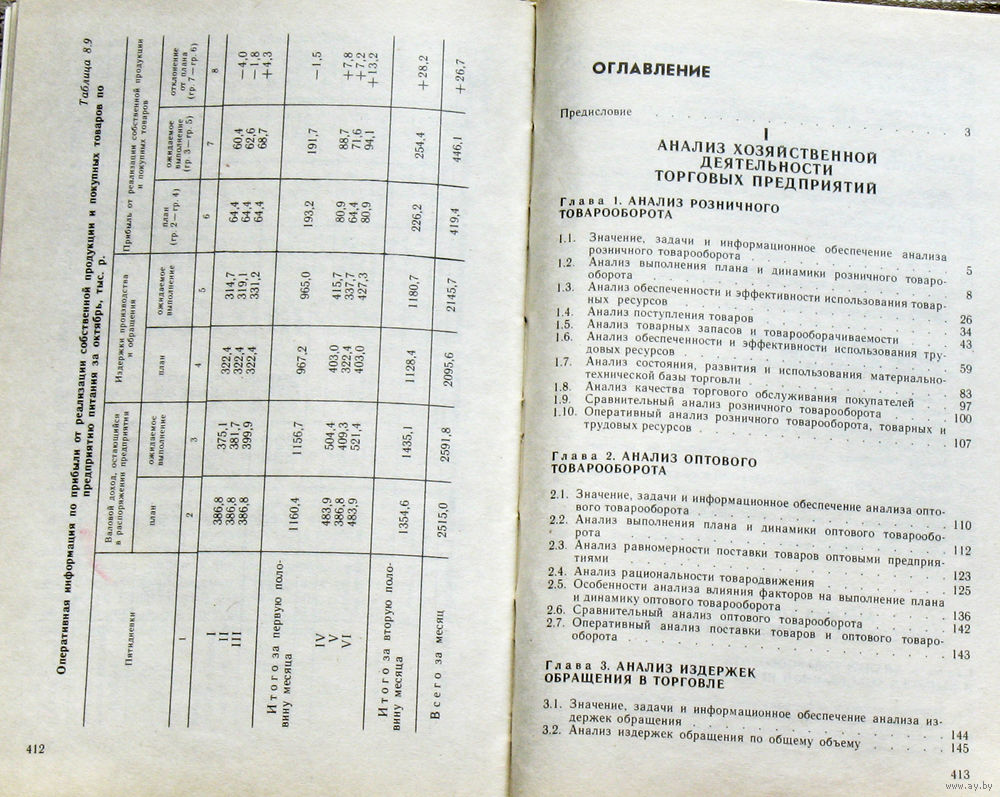 Таблица 8.9
Оперативная информация по прибыли от реализации собственной продукции и покупных товаров по
предприятию питания за октябрь, тыс. р.
Пятидневки
Валовой доход, остающийся
в распоряжении предприятия
Издержки производства
и обращения
Прибыль от реализации собственной продукции
и покупных товаров
план
ожидаемое
выполнение
план
ожидаемое
выполнение
план
(гр. 2—гр. 4)
ожидаемое
выполнение
(гр. 3—гр. 5)
отклонение
от плана
(гр. 7—гр. 6)
1 2 3 4 5 6 7 8
I 386,8 375,1 322,4 314,7 64,4 60,4 —4,0
II 386,8 381,7 322,4 319,1 64,4 62,6 —1,8
III 386,8 399,9 322,4 331,2 64,4 68,7 +4,3
Итого за первую поло-
вину месяца 1160,4 1156,7 967,2 965,0 193,2 191,7 —1,5
IV 483,9 504,4 403,0 415,7 80,9 88,7 +7,8
V 386,8 409,3 322,4 337,7 64,4 71,6 +7,2
VI 483,9 521,4 403,0 427,3 80,9 94,1 +13,2
Итого за вторую поло-
вину месяца 1354,6 1435,1 1128,4 1180,7 226,2 254,4 +28,2
Всего за месяц 2515,0 2591,8 2095,6 2145,7 419,4 446,1 +26,7
412
ОГЛАВЛЕНИЕ
Предисловие . . . . . . . . . . 3
I
АНАЛИЗ ХОЗЯЙСТВЕННОЙ
ДЕЯТЕЛЬНОСТИ
ТОРГОВЫХ ПРЕДПРИЯТИЙ
Глава 1. АНАЛИЗ РОЗНИЧНОГО
ТОВАРООБОРОТА
1.1. Значение, задачи и информационное обеспечение анализа
розничного товарооборота . . . . . . . 5
1.2. Анализ выполнения плана и динамики розничного товаро-
оборота . . . . . . . . . . 8
1.3. Анализ обеспеченности и эффективности использования товар-
ных ресурсов . . . . . . . . . 26
1.4. Анализ поступления товаров . . . . . . 34
1.5. Анализ товарных запасов и товарооборачиваемости . . 43
1.6. Анализ обеспеченности и эффективности использования тру-
довых ресурсов . . . . . . . . . 59
1.7. Анализ состояния, развития и использования материально-
технической базы торговли . . . . . . . 83
1.8. Анализ качества торгового обслуживания покупателей . . 97
1.9. Сравнительный анализ розничного товарооборота . . . 100
1.10. Оперативный анализ розничного товарооборота, товарных и
трудовых ресурсов . . . . . . . . 107
Глава 2. АНАЛИЗ ОПТОВОГО
ТОВАРООБОРОТА
2.1. Значение, задачи и информационное обеспечение анализа опто-
вого товарооборота . . . . . . . . 110
2.2. Анализ выполнения плана и динамики оптового товарообо-
рота . . . . . . . . . . . 112
2.3. Анализ равномерности поставки товаров оптовыми предприя-
тиями . . . . . . . . . . 123
2.4. Анализ рациональности товародвижения . . . . 125
2.5. Особенности анализа влияния факторов на выполнение плана
и динамику оптового товарооборота . . . . . 136
2.6. Сравнительный анализ оптового товарооборота . . . 142
2.7. Оперативный анализ поставки товаров и оптового товаро-
оборота . . . . . . . . . . 143
Глава 3. АНАЛИЗ ИЗДЕРЖЕК
ОБРАЩЕНИЯ В ТОРГОВЛЕ
3.1. Значение, задачи и информационное обеспечение анализа из-
держек обращения . . . . . . . . 144
3.2. Анализ издержек обращения по общему объему . . . 145
413
www.ay.by